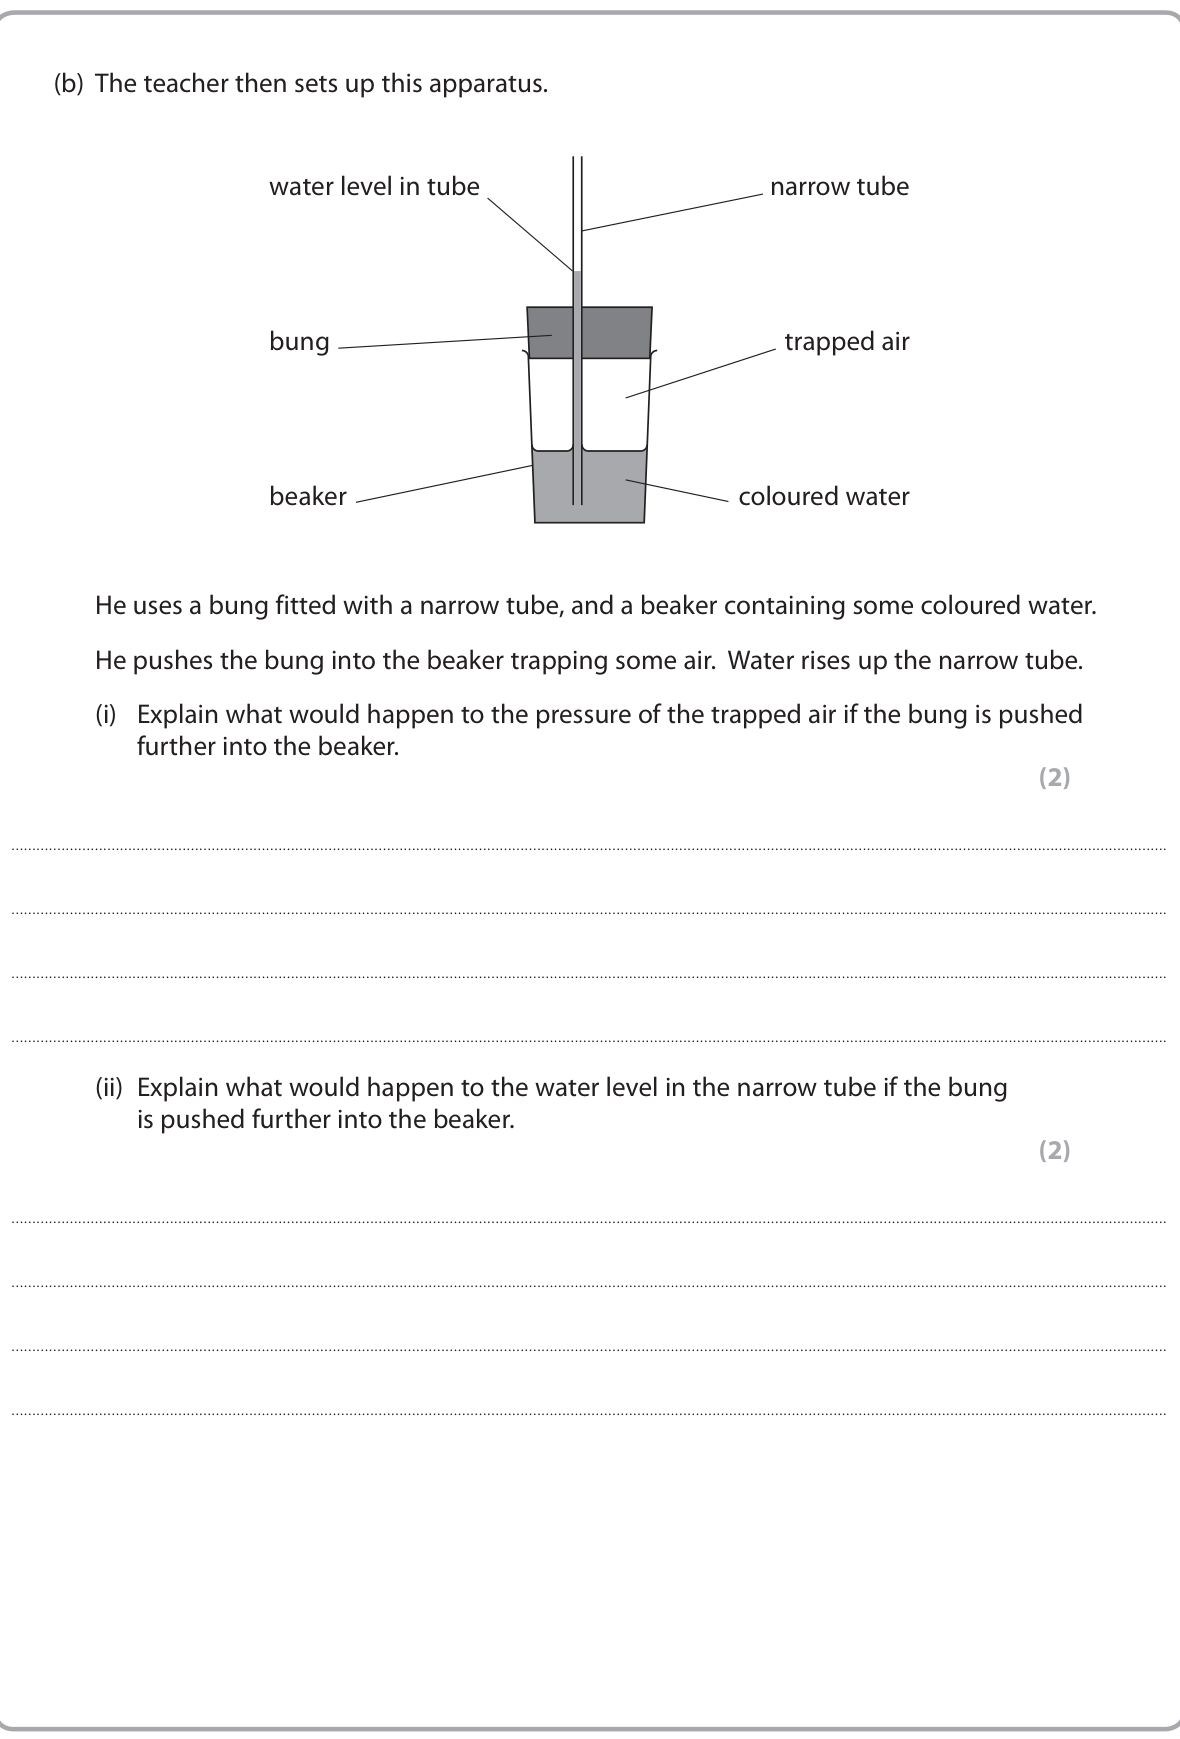 (b) The teacher then sets up this apparatus.
water level in tube
narrow tube
bung
trapped air
beaker
coloured water
He uses a bung fitted with a narrow tube, and a beaker containing some coloured water.
He pushes the bung into the beaker trapping some air. Water rises up the narrow tube.
(i) Explain what would happen to the pressure of the trapped air if the bung is pushed
further into the beaker.
(2)
(ii) Explain what would happen to the water level in the narrow tube if the bung
is pushed further into the beaker.
(2)